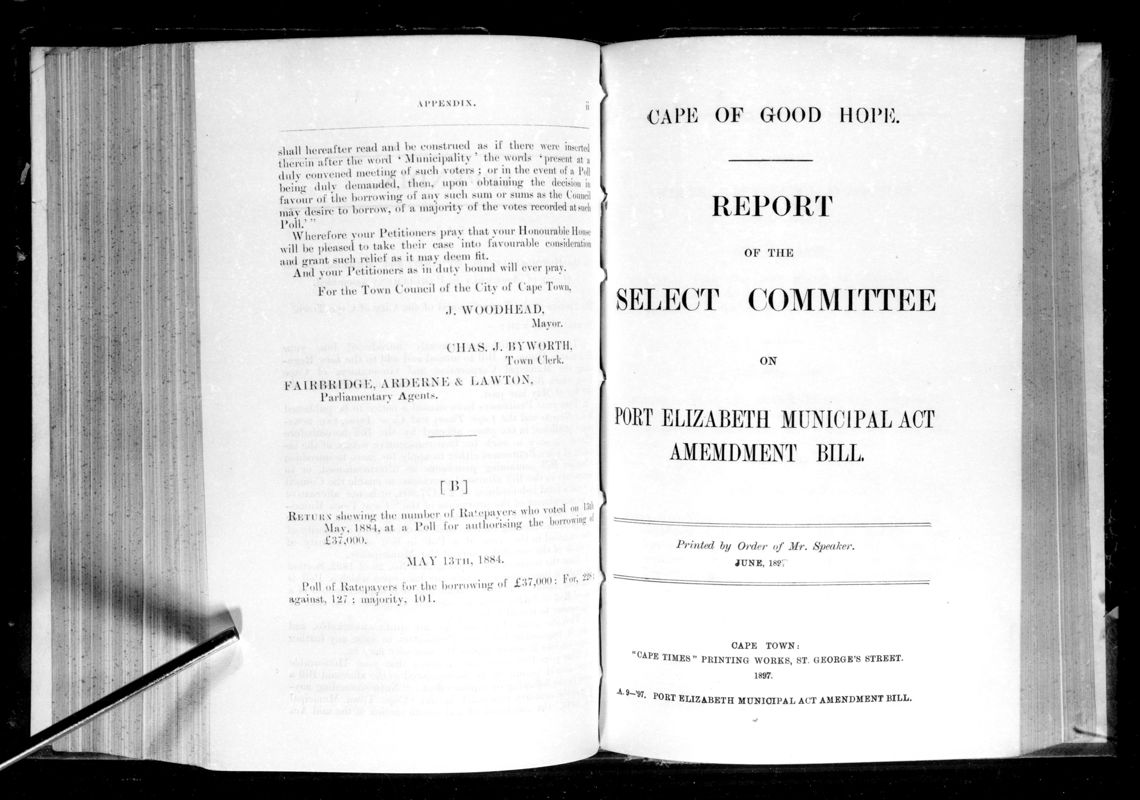 APPENDIX. ii
shall hereafter read and be construed as if there were inserted
therein after the word ‘ Municipality ’ the words ‘ present at a
duly convened meeting of such voters ; or in the event of a Poll
being duly demanded, then, upon obtaining the decision in
favour of the borrowing of any such sum or sums as the Council
may desire to borrow, of a majority of the votes recorded at such
Poll.’ ”
Wherefore your Petitioners pray that your Honourable House
will be pleased to take their case into favourable consideration
and grant such relief as it may deem fit.
And your Petitioners as in duty bound will ever pray.
For the Town Council of the City of Cape Town,
J. WOODHEAD,
Mayor.
CHAS. J. BYWORTH,
Town Clerk.
FAIRBRIDGE, ARDERNE & LAWTON,
Parliamentary Agents.
[ B ]
RETURN shewing the number of Ratepayers who voted on 13th
May, 1884, at a Poll for authorising the borrowing of
£37,000.
MAY 13TH, 1884.
Poll of Ratepayers for the borrowing of £37,000: For, 228;
against, 127 ; majority, 101.
CAPE OF GOOD HOPE.
REPORT
OF THE
SELECT COMMITTEE
ON
PORT ELIZABETH MUNICIPAL ACT
AMEMDMENT BILL.
Printed by Order of Mr. Speaker.
JUNE, 1897
CAPE TOWN:
"CAPE TIMES" PRINTING WORKS, ST. GEORGE'S STREET.
1897.
A. 9—'97. PORT ELIZABETH MUNICIPAL ACT AMENDMENT BILL.